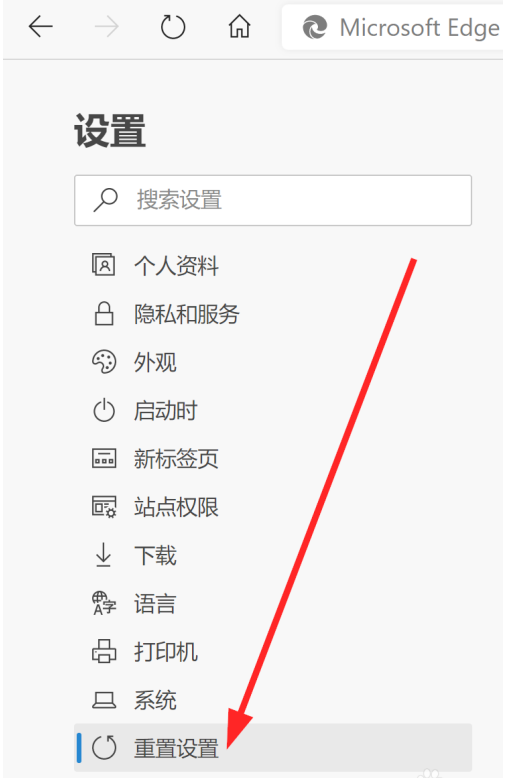 Microsoft Edge
设置
搜索设置
个人资料
隐私和服务
外观
启动时
新标签页
站点权限
下载
语言
打印机
系统
重置设置